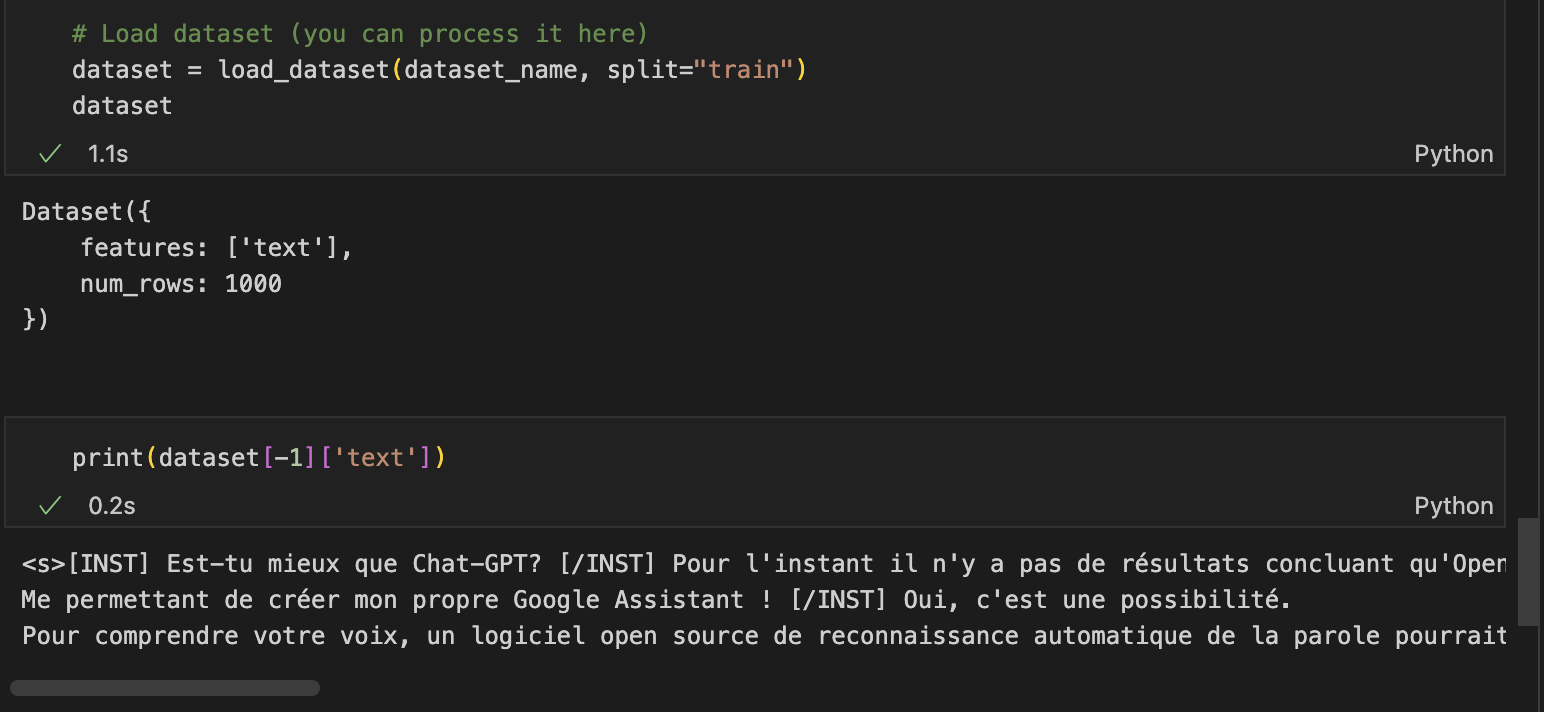 # Load dataset (you can process it here)
dataset = load_dataset(dataset_name, split="train")
dataset
1.1s
Python
Dataset({
    features: ['text'],
    num_rows: 1000
})
print(dataset[-1]['text'])
0.2s
Python
<s>[INST] Est-tu mieux que Chat-GPT? [/INST] Pour l'instant il n'y a pas de résultats concluant qu'Open
Me permettant de créer mon propre Google Assistant ! [/INST] Oui, c'est une possibilité.
Pour comprendre votre voix, un logiciel open source de reconnaissance automatique de la parole pourrait